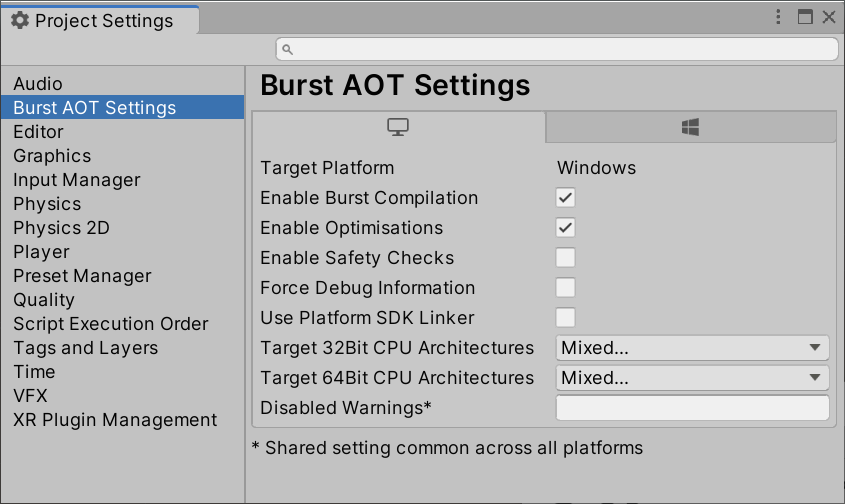 Project Settings
Audio
Burst AOT Settings
Editor
Graphics
Input Manager
Physics
Physics 2D
Player
Preset Manager
Quality
Script Execution Order
Tags and Layers
Time
VFX
XR Plugin Management
Burst AOT Settings
Target Platform Windows
Enable Burst Compilation
Enable Optimisations
Enable Safety Checks
Force Debug Information
Use Platform SDK Linker
Target 32Bit CPU Architectures Mixed...
Target 64Bit CPU Architectures Mixed...
Disabled Warnings*
* Shared setting common across all platforms